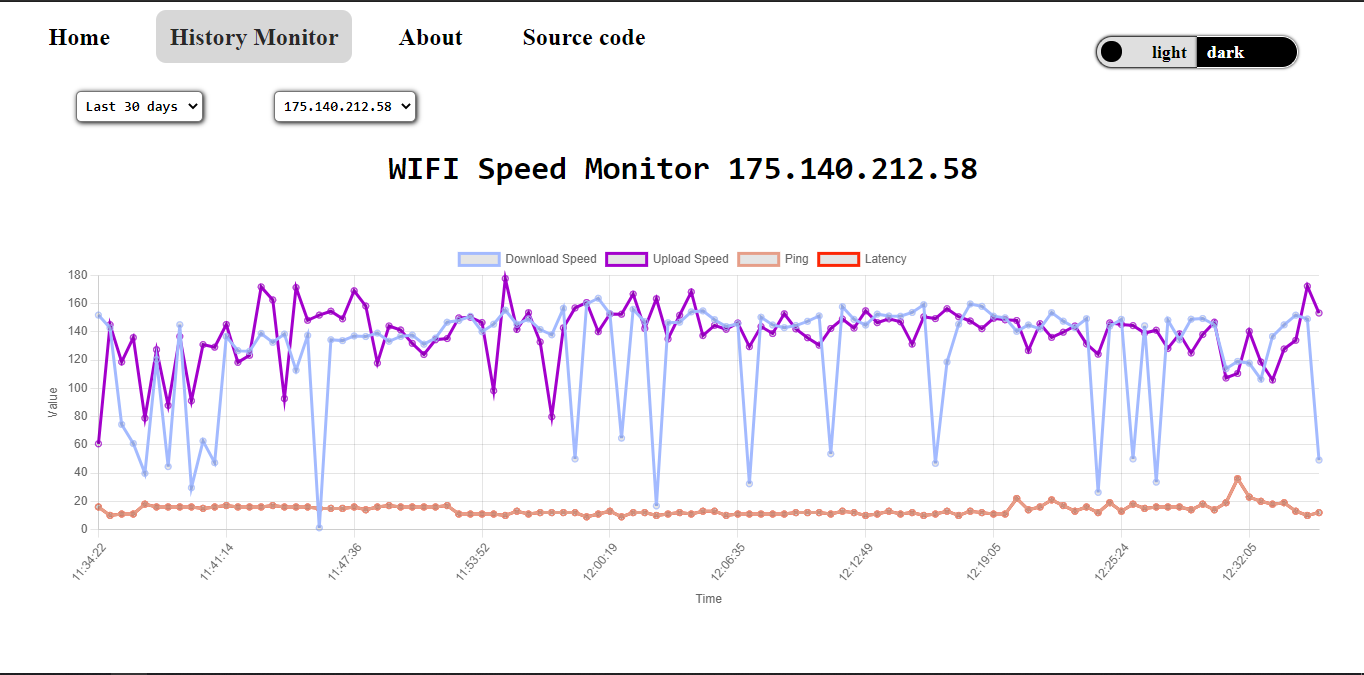 Home History Monitor About Source code
light dark
Last 30 days 175.140.212.58
WIFI Speed Monitor 175.140.212.58
Download Speed Upload Speed Ping Latency
180
160
140
120
100
80
60
40
20
0
Value
11:34:22 11:41:14 11:47:36 11:53:52 12:00:19 12:06:35 12:12:49 12:19:05 12:25:24 12:32:05
Time